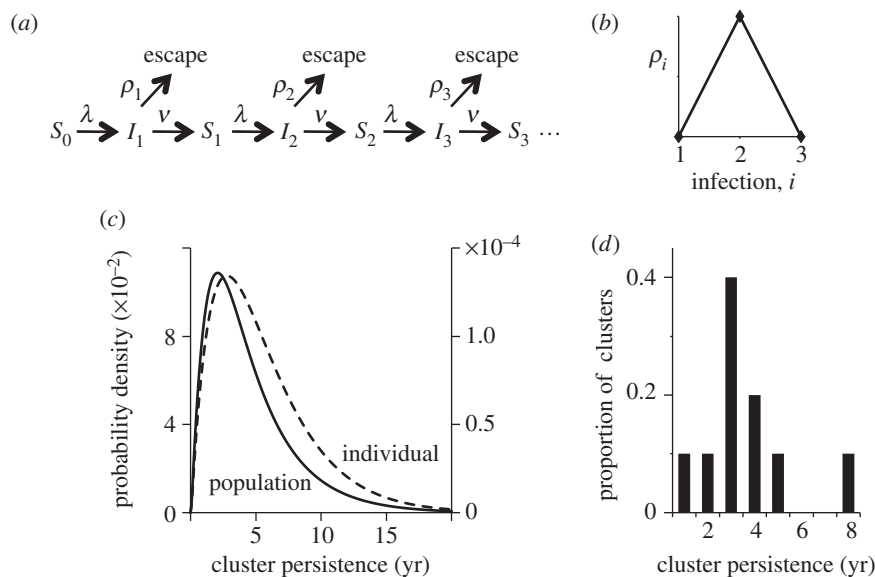 (a)
escape escape escape
ρ1 ρ2 ρ3
S0 λ I1 ν S1 λ I2 ν S2 λ I3 ν S3 ...
(b)
ρi
1 2 3
infection, i
(c)
probability density (×10−2)
8
4
0
×10−4
1.0
0.5
0
individual
population
5 10 15
cluster persistence (yr)
(d)
proportion of clusters
0.4
0.2
0
2 4 6 8
cluster persistence (yr)